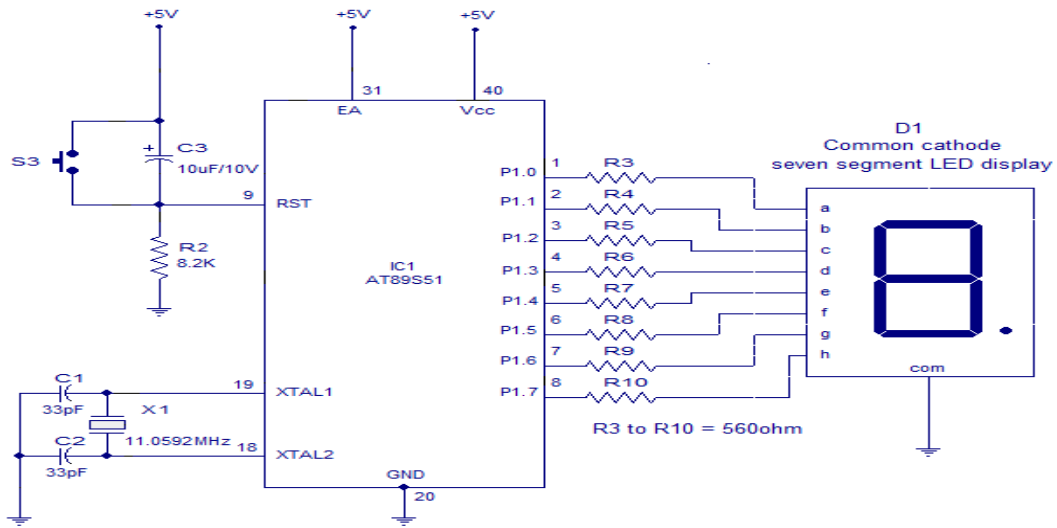 +5V
+5V
+5V
31
40
EA
Vcc
D1
Common cathode
seven segment LED display
S3
+
C3
10uF/10V
9
RST
R2
8.2K
IC1
AT89S51
P1.0
1
R3
a
P1.1
2
R4
b
P1.2
3
R5
c
P1.3
4
R6
d
P1.4
5
R7
e
P1.5
6
R8
f
P1.6
7
R9
g
P1.7
8
R10
h
com
R3 to R10 = 560ohm
C1
33pF
19
XTAL1
X1
11.0592MHz
C2
33pF
18
XTAL2
GND
20